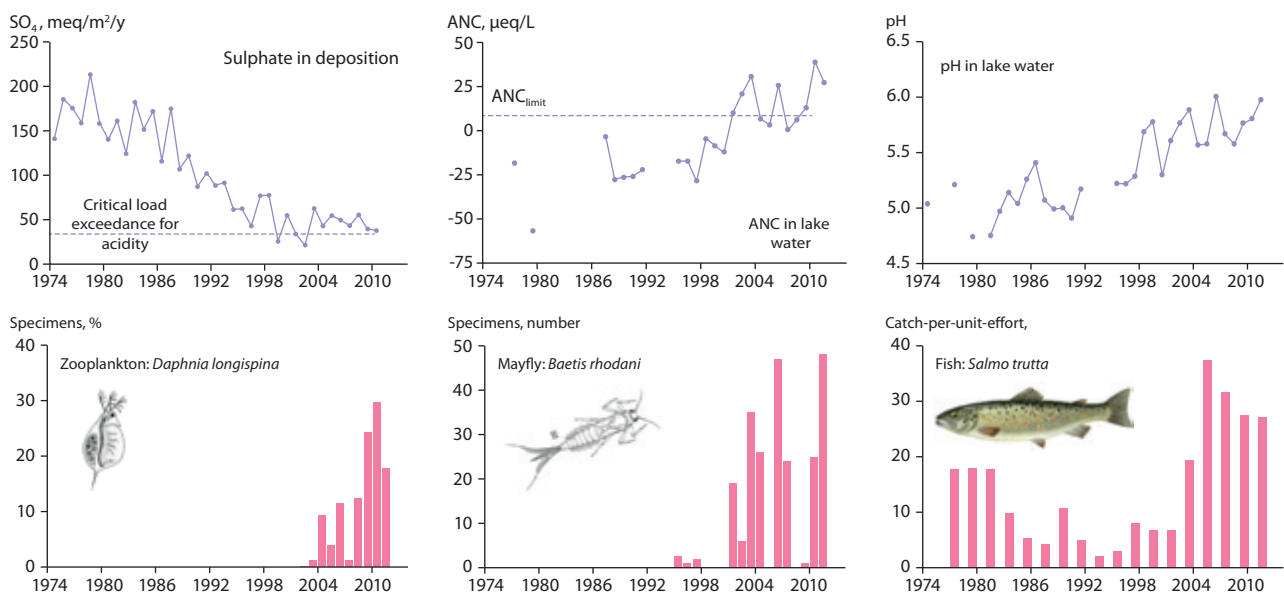 SO₄, meq/m²/y
Sulphate in deposition
250
200
150
100
50
0
Critical load
exceedance for
acidity
1974 1980 1986 1992 1998 2004 2010
ANC, µeq/L
50
25
0
-25
-50
-75
ANClimit
ANC in lake
water
1974 1980 1986 1992 1998 2004 2010
pH
6.5
6.0
5.5
5.0
4.5
pH in lake water
1974 1980 1986 1992 1998 2004 2010
Specimens, %
Zooplankton: Daphnia longispina
40
30
20
10
0
1974 1980 1986 1992 1998 2004 2010
Specimens, number
Mayfly: Baetis rhodani
50
40
30
20
10
0
1974 1980 1986 1992 1998 2004 2010
Catch-per-unit-effort,
Fish: Salmo trutta
40
30
20
10
0
1974 1980 1986 1992 1998 2004 2010